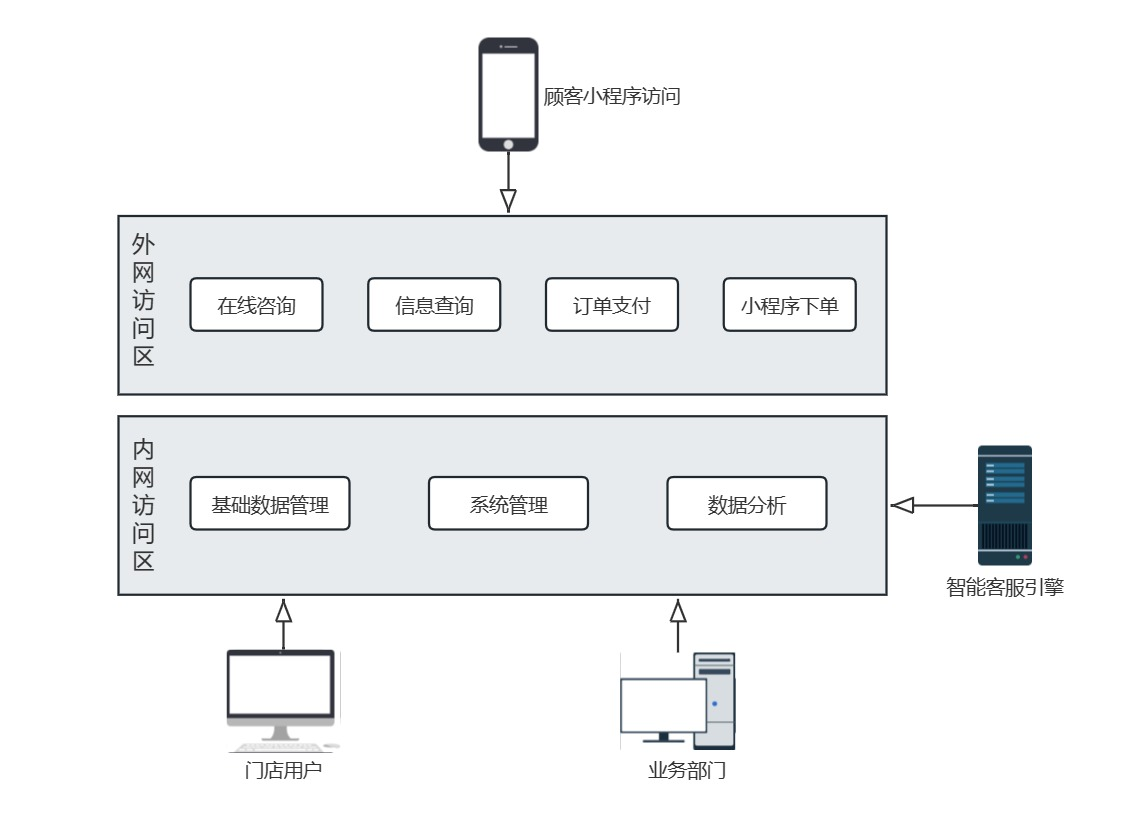 顾客小程序访问
外网访问区
在线咨询
信息查询
订单支付
小程序下单
内网访问区
基础数据管理
系统管理
数据分析
智能客服引擎
门店用户
业务部门